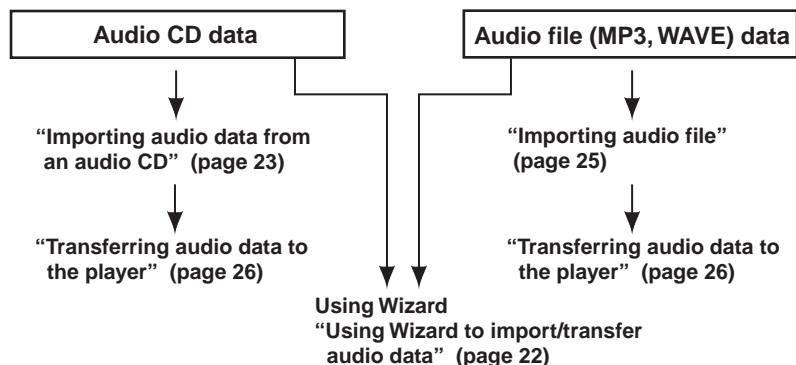 Audio CD data
Audio file (MP3, WAVE) data
“Importing audio data from
an audio CD” (page 23)
“Importing audio file”
(page 25)
“Transferring audio data to
the player” (page 26)
“Transferring audio data to
the player” (page 26)
Using Wizard
“Using Wizard to import/transfer
audio data” (page 22)